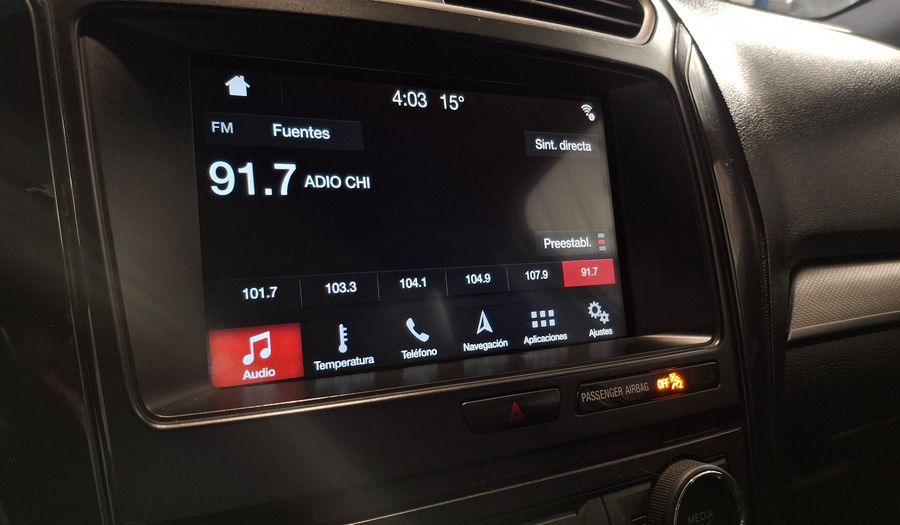 4:03 15°
FM Fuentes
Sint. directa
91.7 ADIO CHI
Preestabl.
101.7 103.3 104.1 104.9 107.9 91.7
Audio Temperatura Teléfono Navegación Aplicaciones Ajustes
PASSENGER AIRBAG OFF
MEDIA